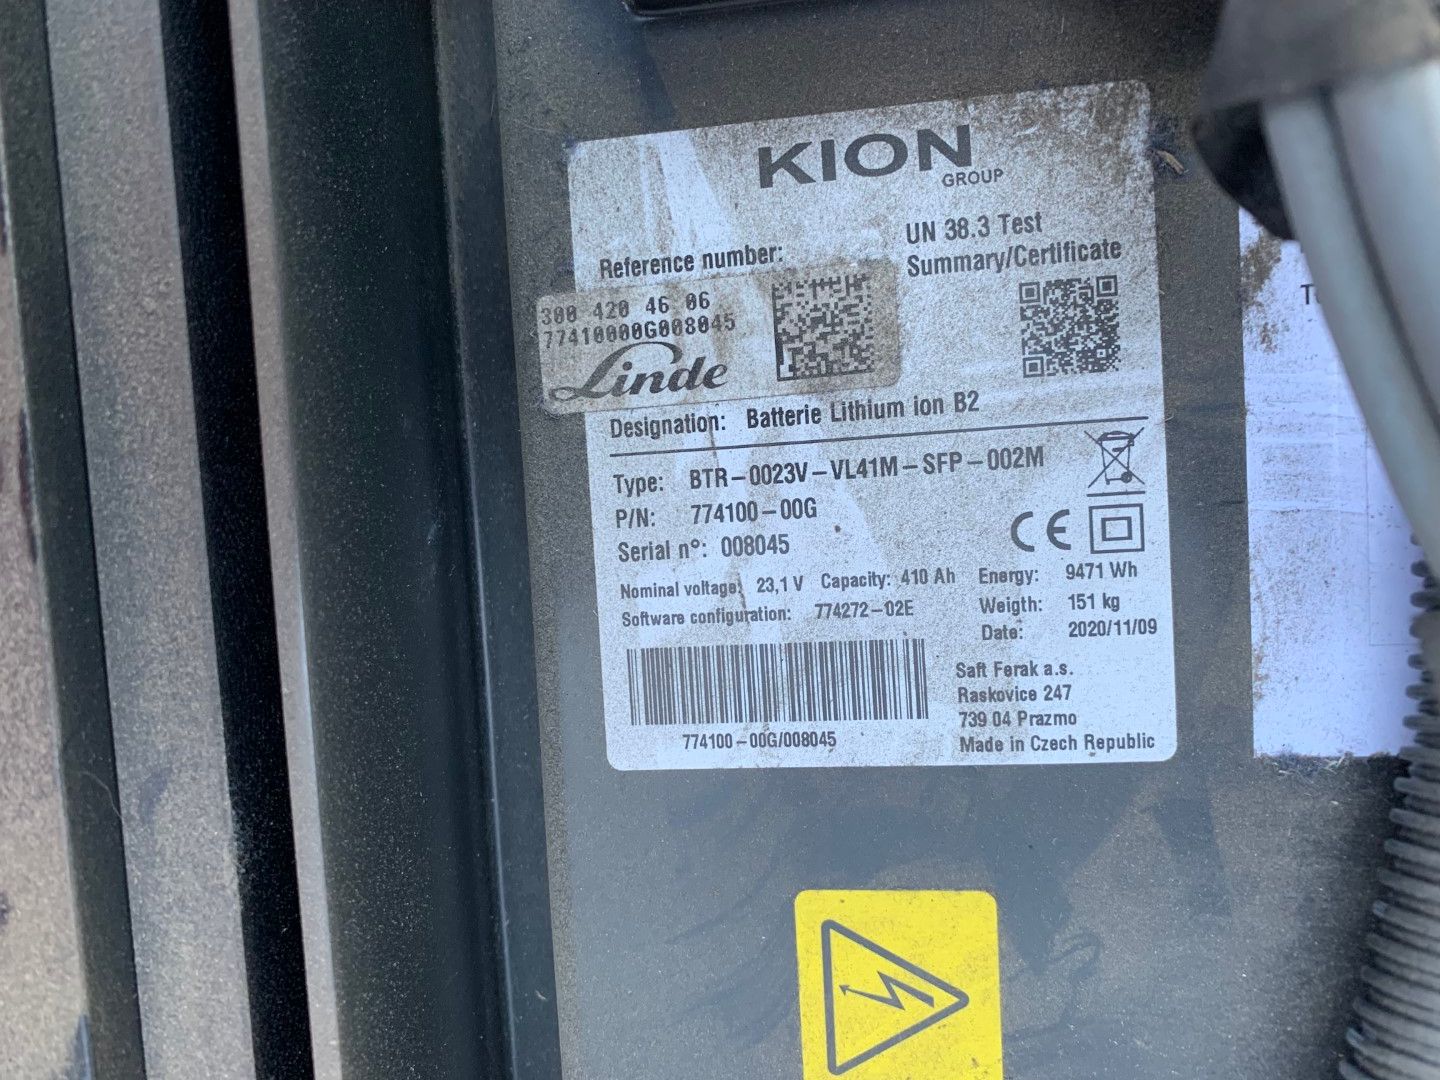 KION
GROUP
UN 38.3 Test
Summary/Certificate
Reference number:
300 420 46 06
77410000G008045
Linde
Designation: Batterie Lithium ion B2
Type: BTR-0023V-VL41M-SFP-002M
P/N: 774100-00G
Serial n°: 008045
CE
Nominal voltage: 23,1 V Capacity: 410 Ah Energy: 9471 Wh
Software configuration: 774272-02E
Weigth: 151 kg
Date: 2020/11/09
774100-00G/008045
Saft Ferak a.s.
Raskovice 247
739 04 Prazmo
Made in Czech Republic